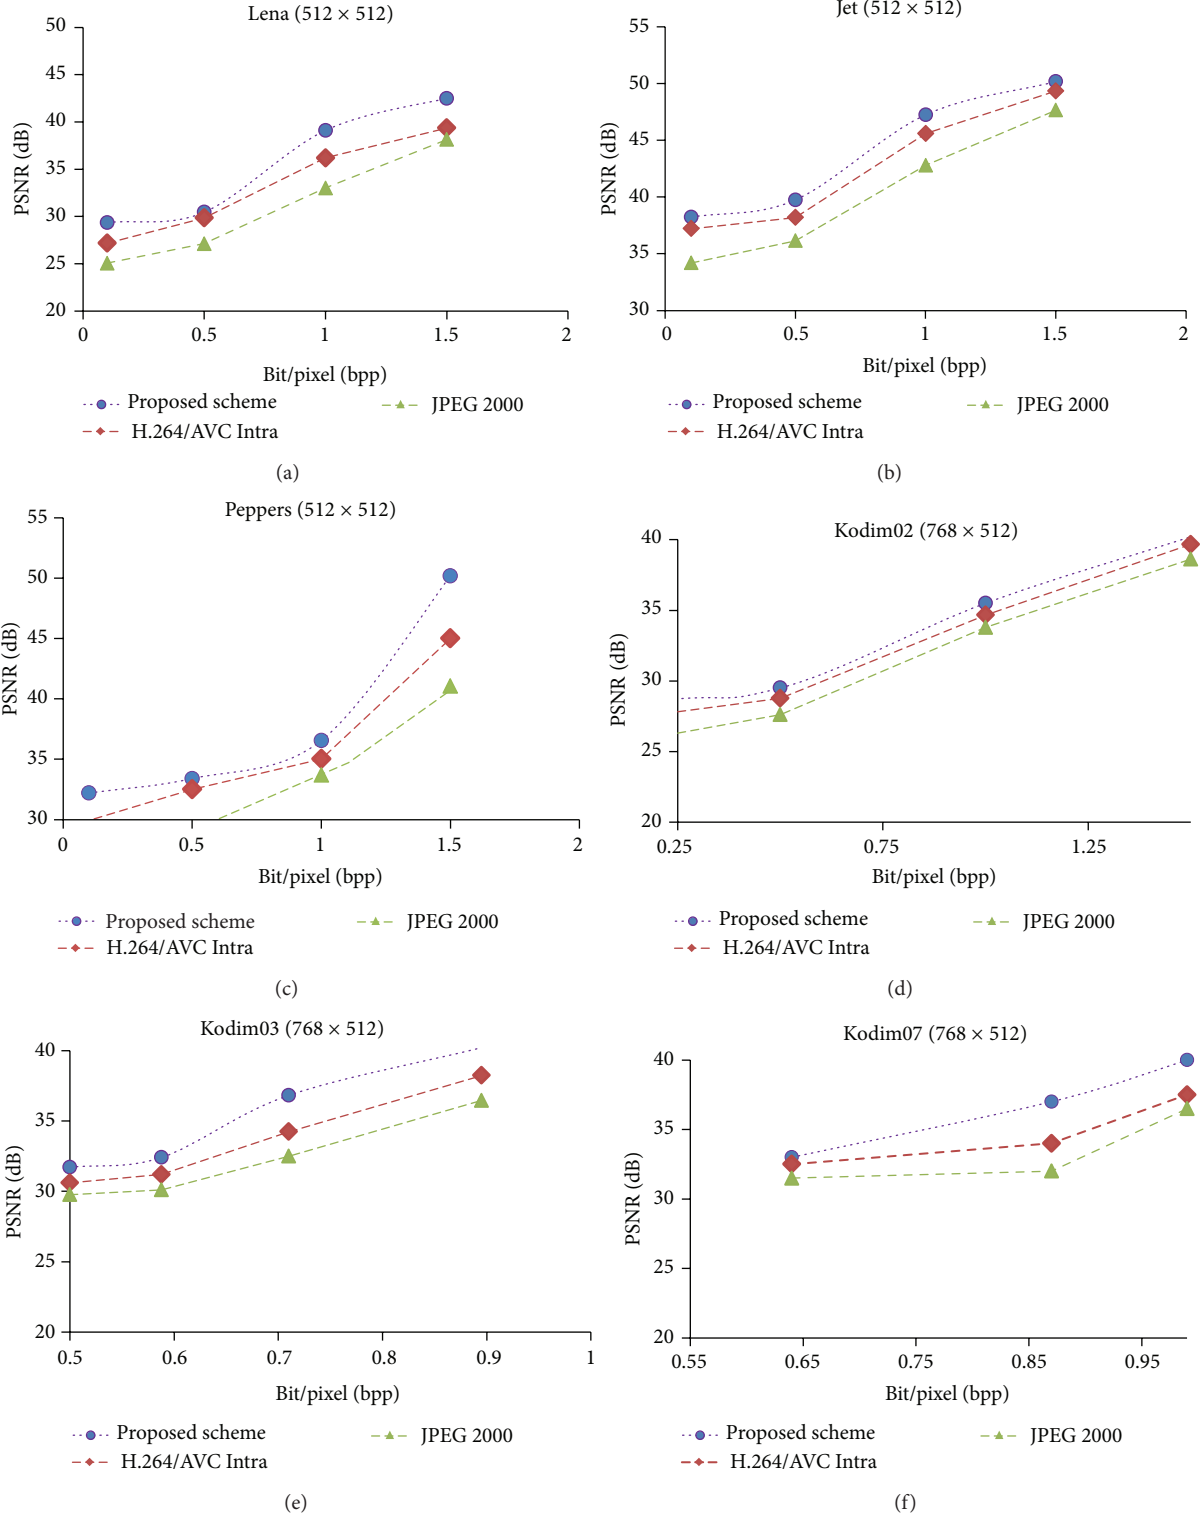 Lena (512 × 512)
50
45
40
35
30
25
20
PSNR (dB)
0 0.5 1 1.5 2
Bit/pixel (bpp)
Proposed scheme
JPEG 2000
H.264/AVC Intra
(a)
Jet (512 × 512)
55
50
45
40
35
30
PSNR (dB)
0 0.5 1 1.5 2
Bit/pixel (bpp)
Proposed scheme
JPEG 2000
H.264/AVC Intra
(b)
Peppers (512 × 512)
55
50
45
40
35
30
PSNR (dB)
0 0.5 1 1.5 2
Bit/pixel (bpp)
Proposed scheme
JPEG 2000
H.264/AVC Intra
(c)
Kodim02 (768 × 512)
40
35
30
25
20
PSNR (dB)
0.25 0.75 1.25
Bit/pixel (bpp)
Proposed scheme
JPEG 2000
H.264/AVC Intra
(d)
Kodim03 (768 × 512)
40
35
30
25
20
PSNR (dB)
0.5 0.6 0.7 0.8 0.9 1
Bit/pixel (bpp)
Proposed scheme
JPEG 2000
H.264/AVC Intra
(e)
Kodim07 (768 × 512)
40
35
30
25
20
PSNR (dB)
0.55 0.65 0.75 0.85 0.95
Bit/pixel (bpp)
Proposed scheme
JPEG 2000
H.264/AVC Intra
(f)